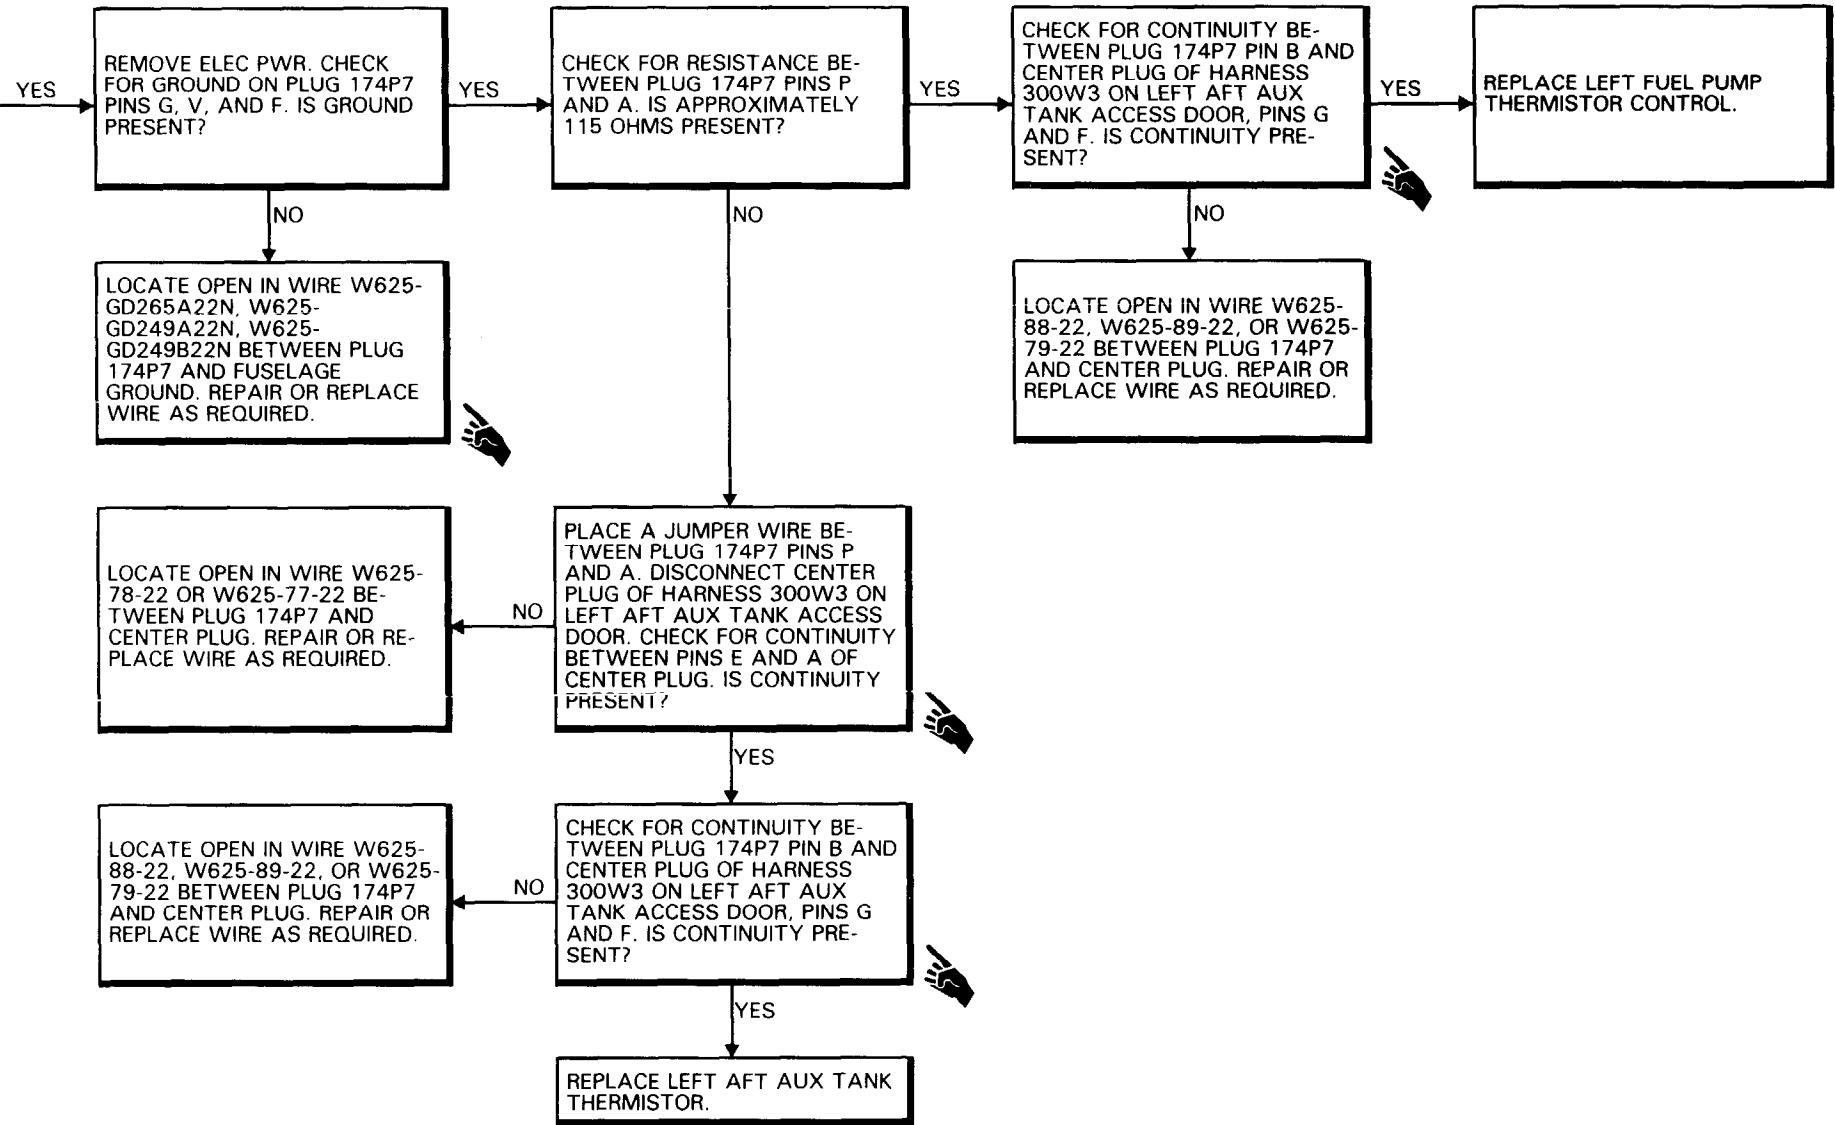 YES
REMOVE ELEC PWR. CHECK
FOR GROUND ON PLUG 174P7
PINS G, V, AND F. IS GROUND
PRESENT?
YES
CHECK FOR RESISTANCE BE-
TWEEN PLUG 174P7 PINS P
AND A. IS APPROXIMATELY
115 OHMS PRESENT?
YES
CHECK FOR CONTINUITY BE-
TWEEN PLUG 174P7 PIN B AND
CENTER PLUG OF HARNESS
300W3 ON LEFT AFT AUX
TANK ACCESS DOOR, PINS G
AND F. IS CONTINUITY PRE-
SENT?
YES
REPLACE LEFT FUEL PUMP
THERMISTOR CONTROL.
NO
NO
NO
LOCATE OPEN IN WIRE W625-
GD265A22N, W625-
GD249A22N, W625-
GD249B22N BETWEEN PLUG
174P7 AND FUSELAGE
GROUND. REPAIR OR REPLACE
WIRE AS REQUIRED.
LOCATE OPEN IN WIRE W625-
88-22, W625-89-22, OR W625-
79-22 BETWEEN PLUG 174P7
AND CENTER PLUG. REPAIR OR
REPLACE WIRE AS REQUIRED.
PLACE A JUMPER WIRE BE-
TWEEN PLUG 174P7 PINS P
AND A. DISCONNECT CENTER
PLUG OF HARNESS 300W3 ON
LEFT AFT AUX TANK ACCESS
DOOR. CHECK FOR CONTINUITY
BETWEEN PINS E AND A OF
CENTER PLUG. IS CONTINUITY
PRESENT?
NO
LOCATE OPEN IN WIRE W625-
78-22 OR W625-77-22 BE-
TWEEN PLUG 174P7 AND
CENTER PLUG. REPAIR OR RE-
PLACE WIRE AS REQUIRED.
YES
CHECK FOR CONTINUITY BE-
TWEEN PLUG 174P7 PIN B AND
CENTER PLUG OF HARNESS
300W3 ON LEFT AFT AUX
TANK ACCESS DOOR, PINS G
AND F. IS CONTINUITY PRE-
SENT?
NO
LOCATE OPEN IN WIRE W625-
88-22, W625-89-22, OR W625-
79-22 BETWEEN PLUG 174P7
AND CENTER PLUG. REPAIR OR
REPLACE WIRE AS REQUIRED.
YES
REPLACE LEFT AFT AUX TANK
THERMISTOR.